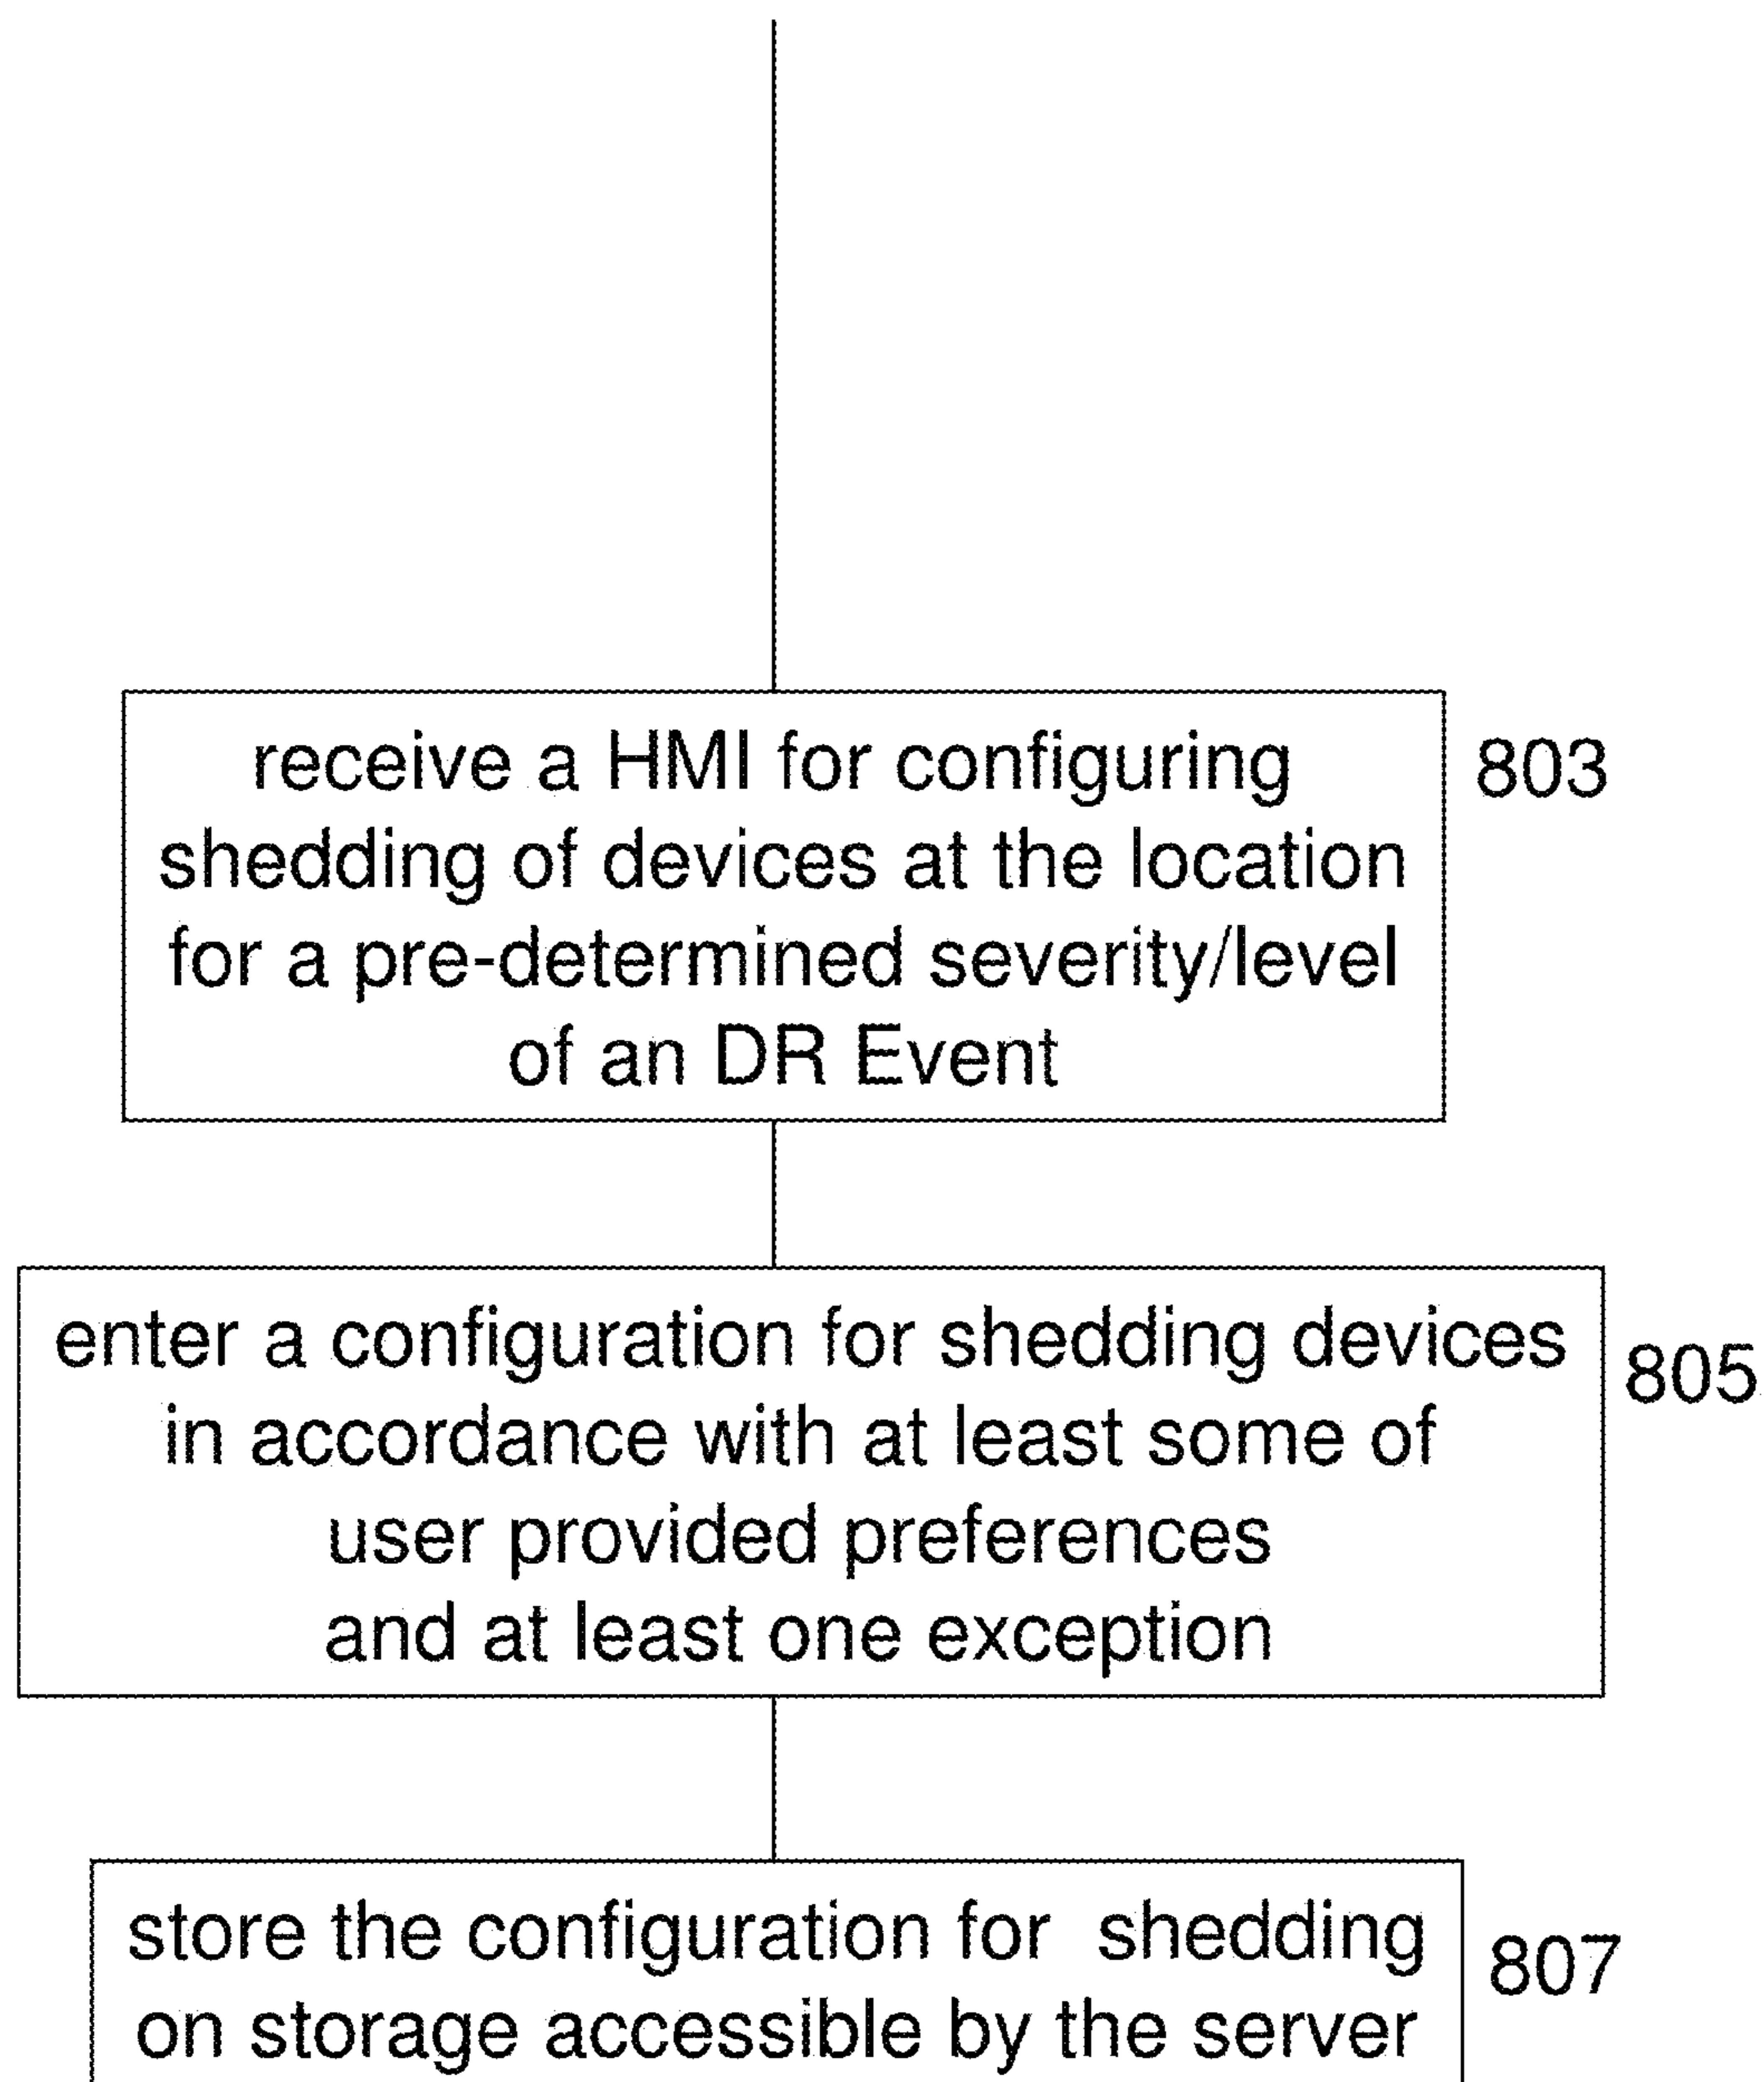 receive a HMI for configuring
shedding of devices at the location
for a pre-determined severity/level
of an DR Event
803
enter a configuration for shedding devices
in accordance with at least some of
user provided preferences
and at least one exception
805
store the configuration for shedding
on storage accessible by the server
807